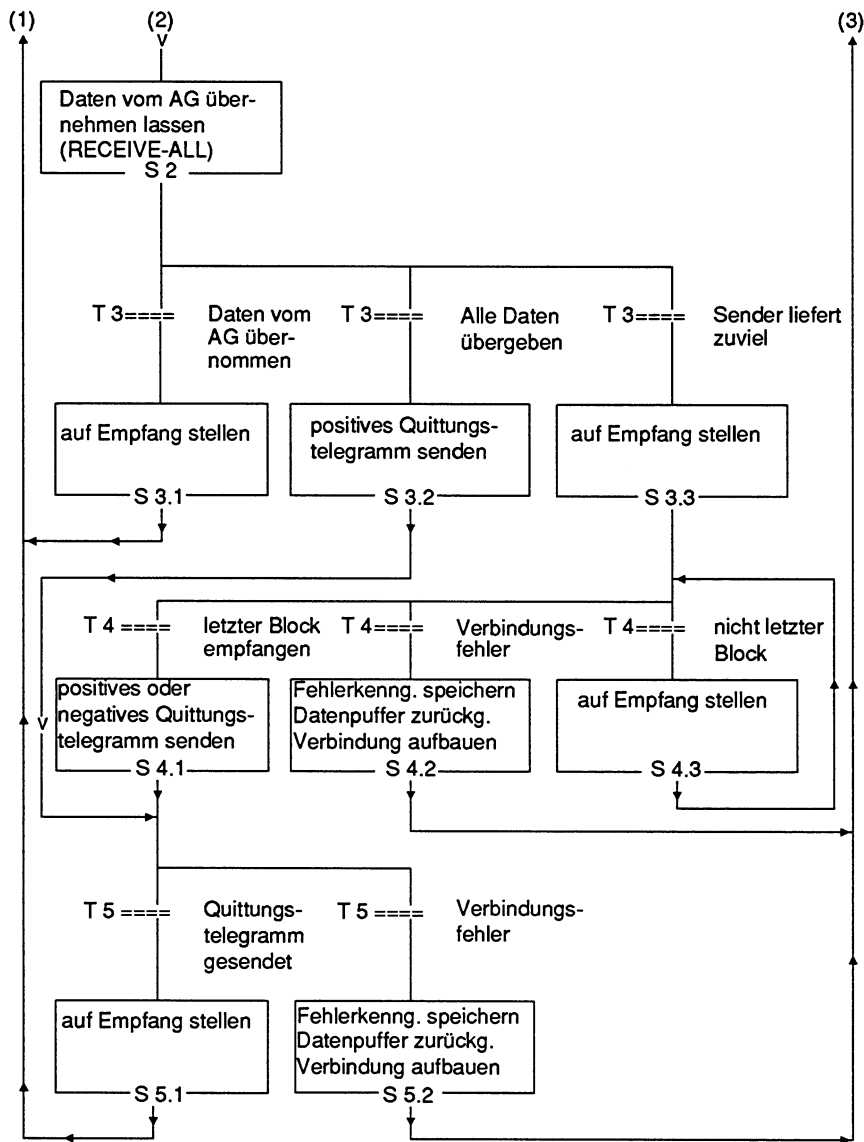 (1)
(2)
(3)
v
Daten vom AG über-
nehmen lassen
(RECEIVE-ALL)
S 2
T 3====
Daten vom
AG über-
nommen
T 3====
Alle Daten
übergeben
T 3====
Sender liefert
zuviel
auf Empfang stellen
S 3.1
positives Quittungs-
telegramm senden
S 3.2
auf Empfang stellen
S 3.3
T 4 ====
letzter Block
empfangen
T 4====
Verbindungs-
fehler
T 4====
nicht letzter
Block
v
positives oder
negatives Quittungs-
telegramm senden
S 4.1
Fehlerkenng. speichern
Datenpuffer zurückg.
Verbindung aufbauen
S 4.2
auf Empfang stellen
S 4.3
T 5 ====
Quittungs-
telegramm
gesendet
T 5 ====
Verbindungs-
fehler
auf Empfang stellen
S 5.1
Fehlerkenng. speichern
Datenpuffer zurückg.
Verbindung aufbauen
S 5.2